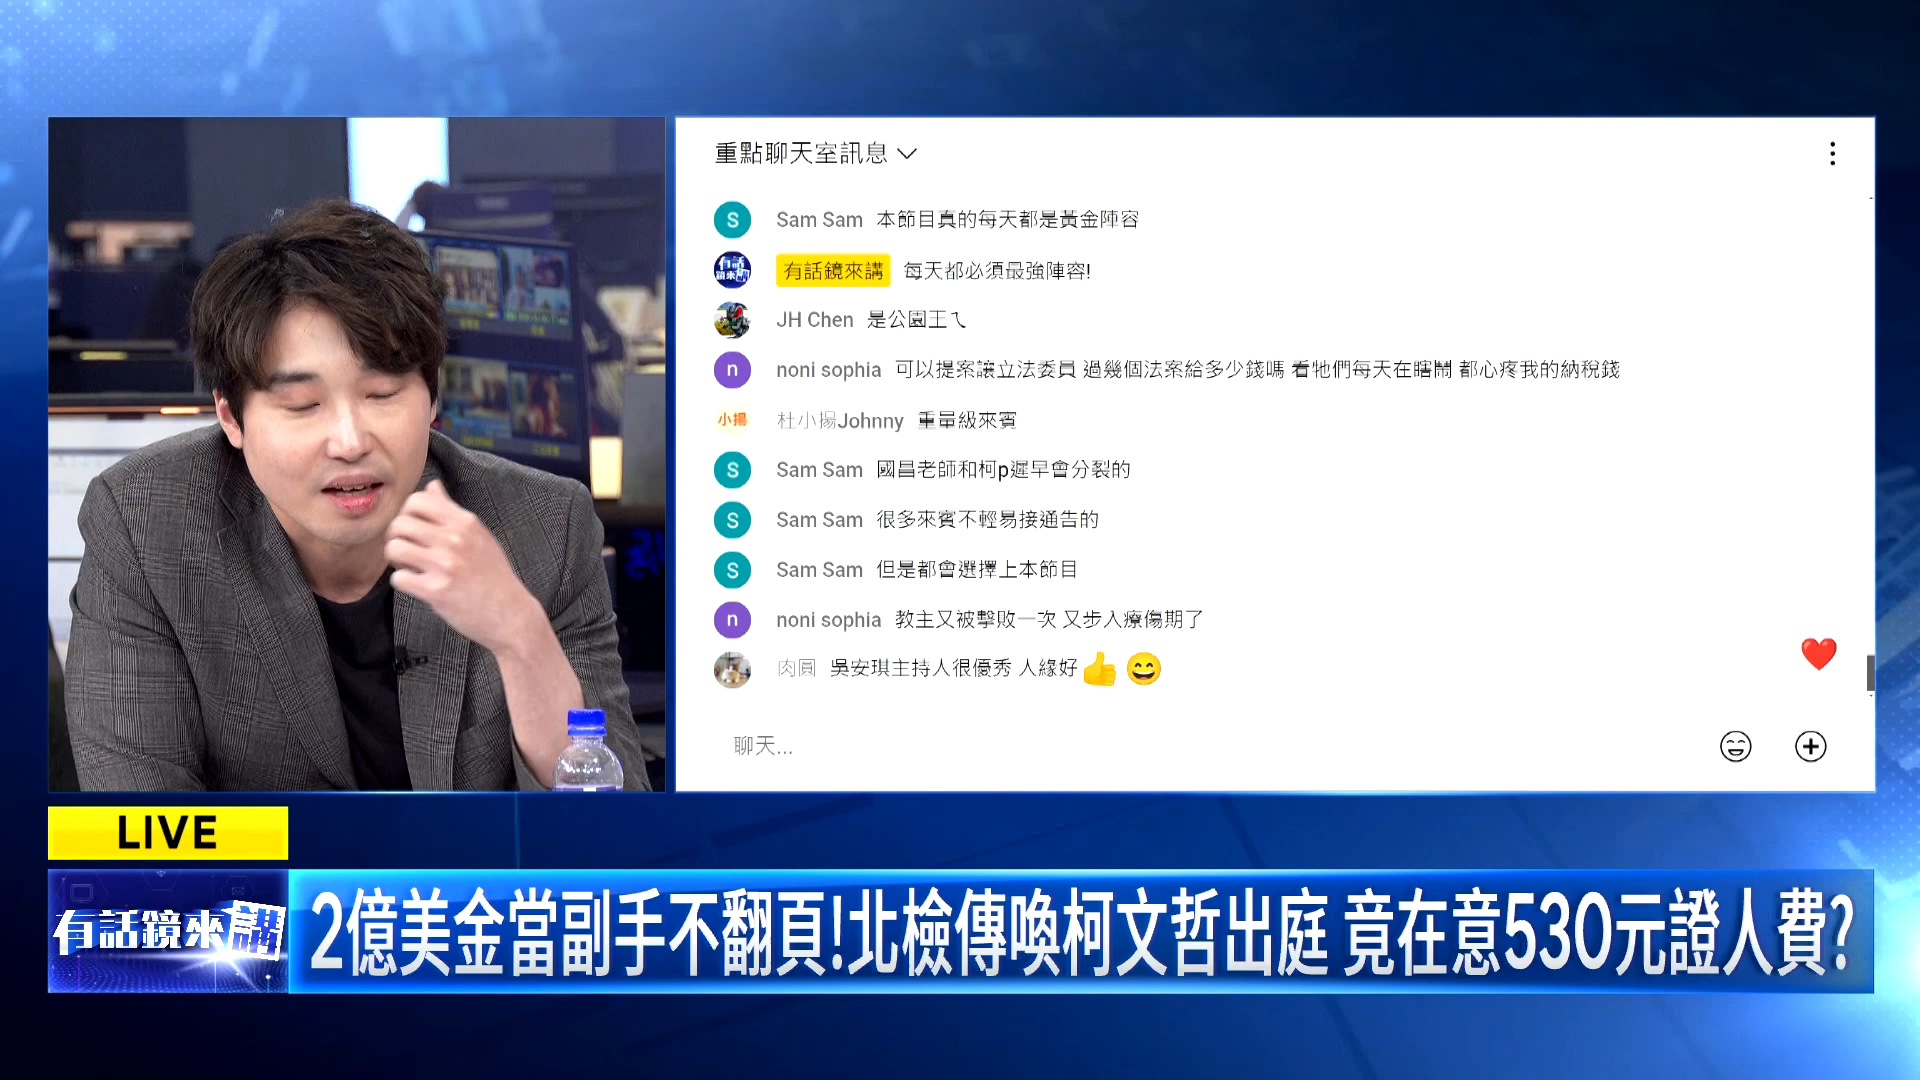 重點聊天室訊息
S Sam Sam 本節目真的每天都是黃金陣容
有話鏡來講 有話鏡來講 每天都必須最強陣容!
JH Chen 是公園王ㄟ
n noni sophia 可以提案讓立法委員 過幾個法案給多少錢嗎 看牠們每天在瞎鬧 都心疼我的納稅錢
小揚 杜小揚Johnny 重量級來賓
S Sam Sam 國昌老師和柯p遲早會分裂的
S Sam Sam 很多來賓不輕易接通告的
S Sam Sam 但是都會選擇上本節目
n noni sophia 教主又被擊敗一次 又步入療傷期了
肉圓 吳安琪主持人很優秀 人緣好👍😄
聊天...
LIVE
有話鏡來講
2億美金當副手不翻頁!北檢傳喚柯文哲出庭 竟在意530元證人費?